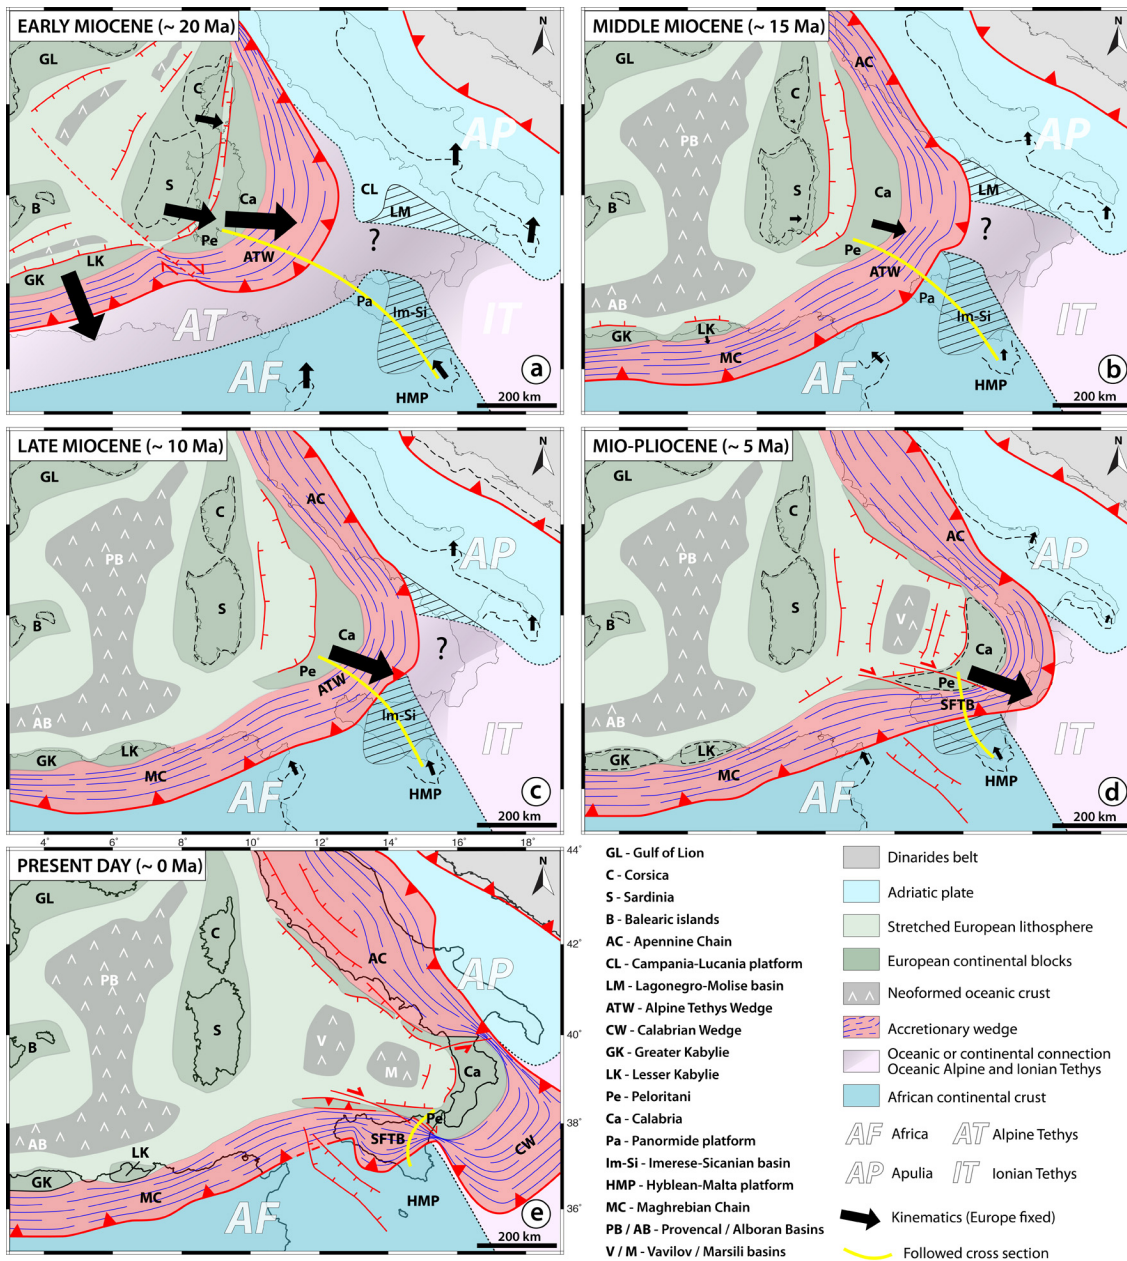 EARLY MIOCENE (~ 20 Ma)
N
GL
C
AP
S
B
Ca
CL
LM
?
Pe
ATW
LK
GK
Pa
Im-Si
IT
AT
AF
HMP
a
200 km
MIDDLE MIOCENE (~ 15 Ma)
N
GL
AC
C
PB
AP
S
B
Ca
LM
?
Pe
ATW
Pa
Im-Si
IT
AB
LK
GK
MC
AF
HMP
b
200 km
LATE MIOCENE (~ 10 Ma)
N
GL
AC
C
PB
AP
S
B
Ca
?
Pe
ATW
Im-Si
IT
AB
LK
GK
MC
AF
HMP
c
200 km
MIO-PLIOCENE (~ 5 Ma)
N
GL
AC
C
PB
AP
S
V
B
Ca
Pe
SFTB
IT
AB
LK
GK
MC
AF
HMP
d
200 km
4° 6° 8° 10° 12° 14° 16° 18°
PRESENT DAY (~ 0 Ma)
N
44°
GL
C
AC
42°
PB
AP
S
40°
V
B
M
Ca
Pe
38°
AB
SFTB
CW
LK
GK
MC
HMP
36°
AF
e
200 km
GL - Gulf of Lion
C - Corsica
S - Sardinia
B - Balearic islands
AC - Apennine Chain
CL - Campania-Lucania platform
LM - Lagonegro-Molise basin
ATW - Alpine Tethys Wedge
CW - Calabrian Wedge
GK - Greater Kabylie
LK - Lesser Kabylie
Pe - Peloritani
Ca - Calabria
Pa - Panormide platform
Im-Si - Imerese-Sicanian basin
HMP - Hyblean-Malta platform
MC - Maghrebian Chain
PB / AB - Provencal / Alboran Basins
V / M - Vavilov / Marsili basins
Dinarides belt
Adriatic plate
Stretched European lithosphere
European continental blocks
Neoformed oceanic crust
Accretionary wedge
Oceanic or continental connection
Oceanic Alpine and Ionian Tethys
African continental crust
AF Africa AT Alpine Tethys
AP Apulia IT Ionian Tethys
Kinematics (Europe fixed)
Followed cross section